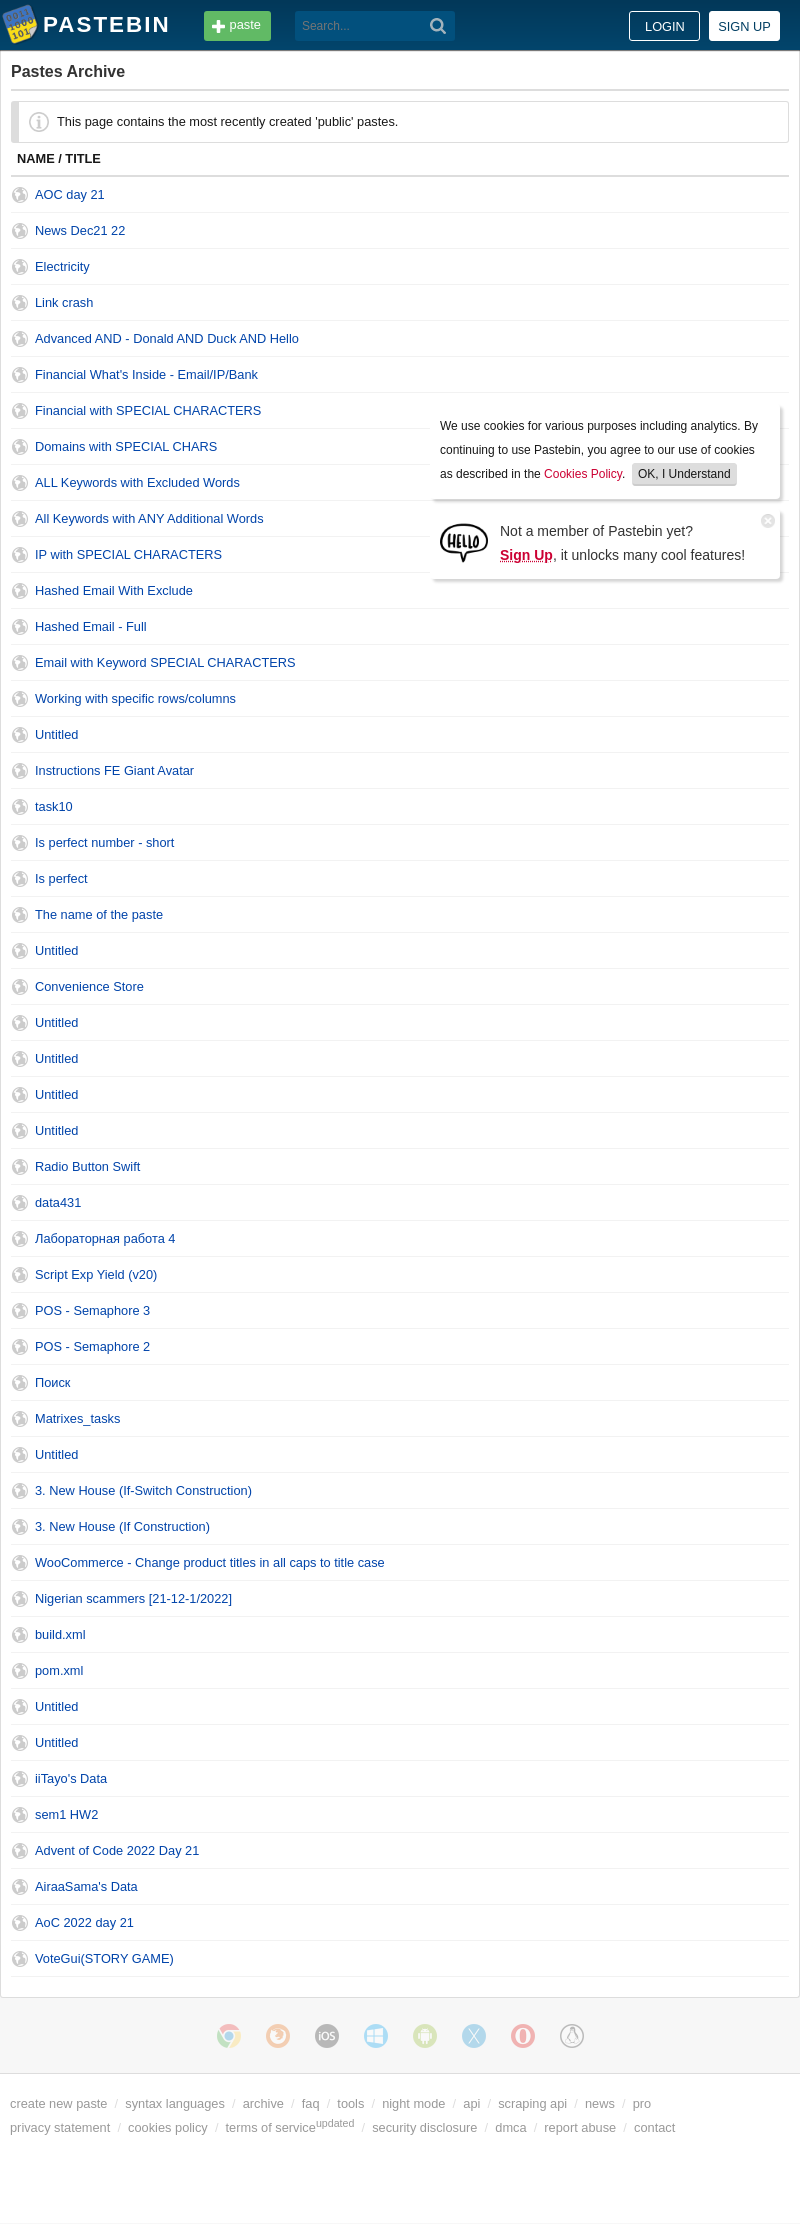 PASTEBIN
paste
Search...
LOGIN
SIGN UP
Pastes Archive
This page contains the most recently created 'public' pastes.
NAME / TITLE
AOC day 21
News Dec21 22
Electricity
Link crash
Advanced AND - Donald AND Duck AND Hello
Financial What's Inside - Email/IP/Bank
Financial with SPECIAL CHARACTERS
Domains with SPECIAL CHARS
ALL Keywords with Excluded Words
All Keywords with ANY Additional Words
IP with SPECIAL CHARACTERS
We use cookies for various purposes including analytics. By
continuing to use Pastebin, you agree to our use of cookies
as described in the Cookies Policy. OK, I Understand
HELLO
Not a member of Pastebin yet?
Sign Up, it unlocks many cool features!
Hashed Email With Exclude
Hashed Email - Full
Email with Keyword SPECIAL CHARACTERS
Working with specific rows/columns
Untitled
Instructions FE Giant Avatar
task10
Is perfect number - short
Is perfect
The name of the paste
Untitled
Convenience Store
Untitled
Untitled
Untitled
Untitled
Radio Button Swift
data431
Лабораторная работа 4
Script Exp Yield (v20)
POS - Semaphore 3
POS - Semaphore 2
Поиск
Matrixes_tasks
Untitled
3. New House (If-Switch Construction)
3. New House (If Construction)
WooCommerce - Change product titles in all caps to title case
Nigerian scammers [21-12-1/2022]
build.xml
pom.xml
Untitled
Untitled
iiTayo's Data
sem1 HW2
Advent of Code 2022 Day 21
AiraaSama's Data
AoC 2022 day 21
VoteGui(STORY GAME)
iOS
create new paste / syntax languages / archive / faq / tools / night mode / api / scraping api / news / pro
privacy statement / cookies policy / terms of service updated / security disclosure / dmca / report abuse / contact